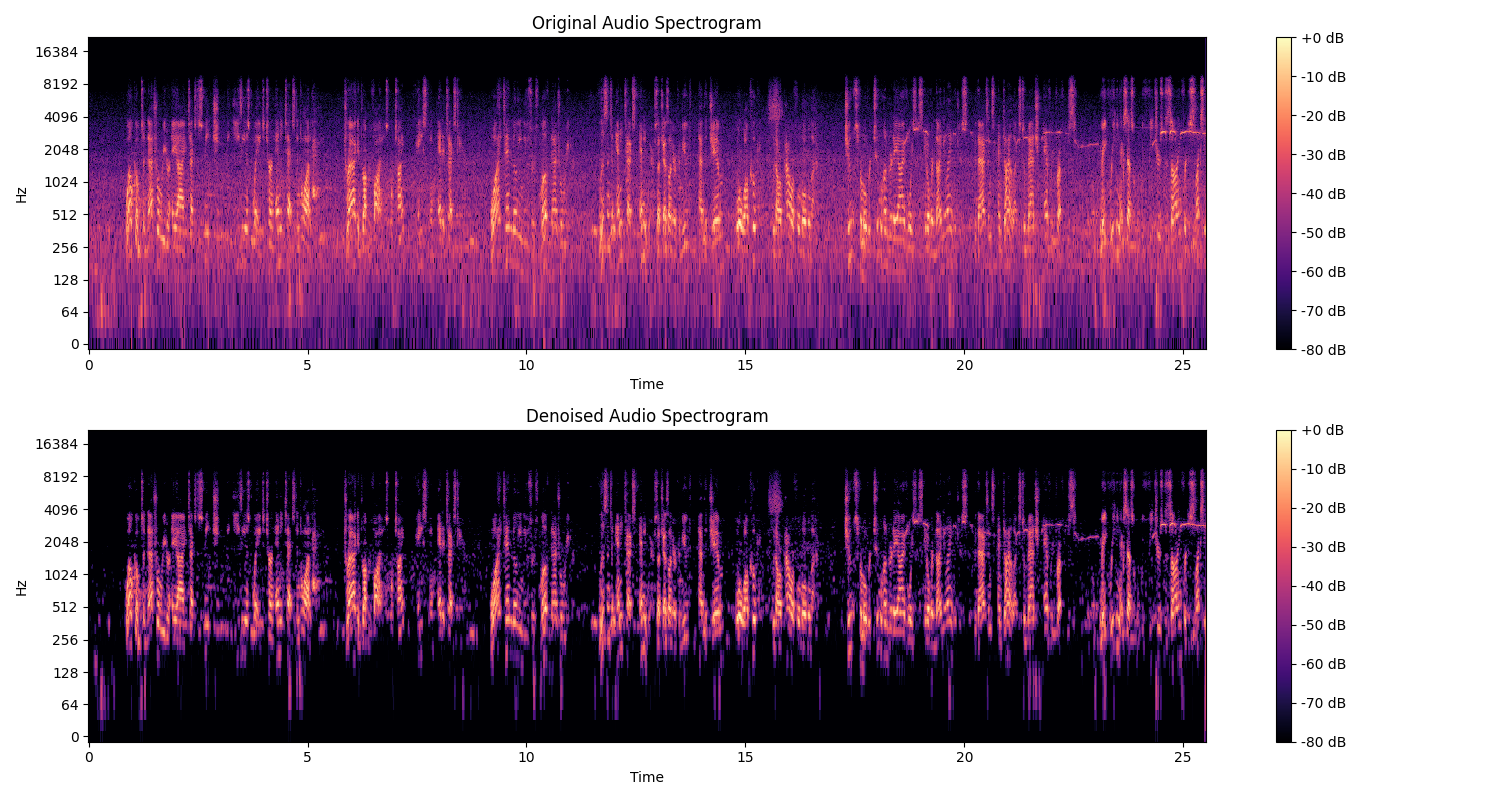 Original Audio Spectrogram
16384
8192
4096
2048
1024
512
256
128
64
0
Hz
0 5 10 15 20 25
Time
+0 dB
-10 dB
-20 dB
-30 dB
-40 dB
-50 dB
-60 dB
-70 dB
-80 dB
Denoised Audio Spectrogram
16384
8192
4096
2048
1024
512
256
128
64
0
Hz
0 5 10 15 20 25
Time
+0 dB
-10 dB
-20 dB
-30 dB
-40 dB
-50 dB
-60 dB
-70 dB
-80 dB